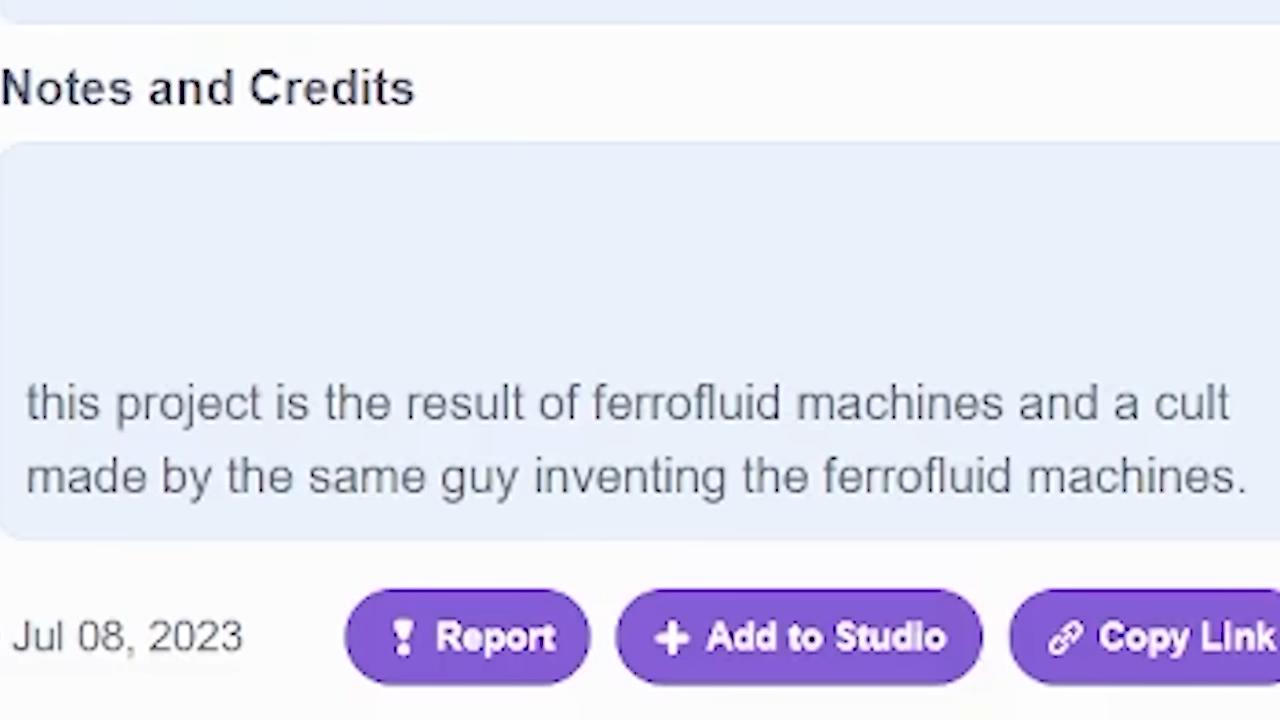 Notes and Credits
this project is the result of ferrofluid machines and a cult
made by the same guy inventing the ferrofluid machines.
Jul 08, 2023
Report
Add to Studio
Copy Link